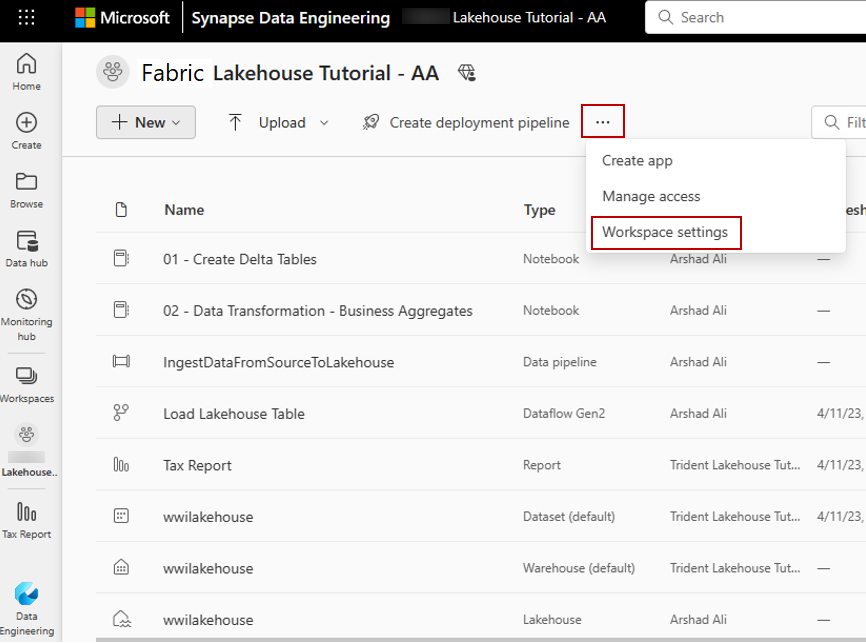 Microsoft Synapse Data Engineering Lakehouse Tutorial - AA Search
Home
Create
Browse
Data hub
Monitoring
hub
Workspaces
Lakehouse..
Tax Report
Data
Engineering
Fabric Lakehouse Tutorial - AA
New Upload Create deployment pipeline ... Filt
Create app
Manage access
Workspace settings
Name Type esh
01 - Create Delta Tables Notebook Arshad Ali —
02 - Data Transformation - Business Aggregates Notebook Arshad Ali —
IngestDataFromSourceToLakehouse Data pipeline Arshad Ali —
Load Lakehouse Table Dataflow Gen2 Arshad Ali 4/11/23,
Tax Report Report Trident Lakehouse Tut... 4/11/23,
wwilakehouse Dataset (default) Trident Lakehouse Tut... 4/11/23,
wwilakehouse Warehouse (default) Trident Lakehouse Tut... —
wwilakehouse Lakehouse Arshad Ali —